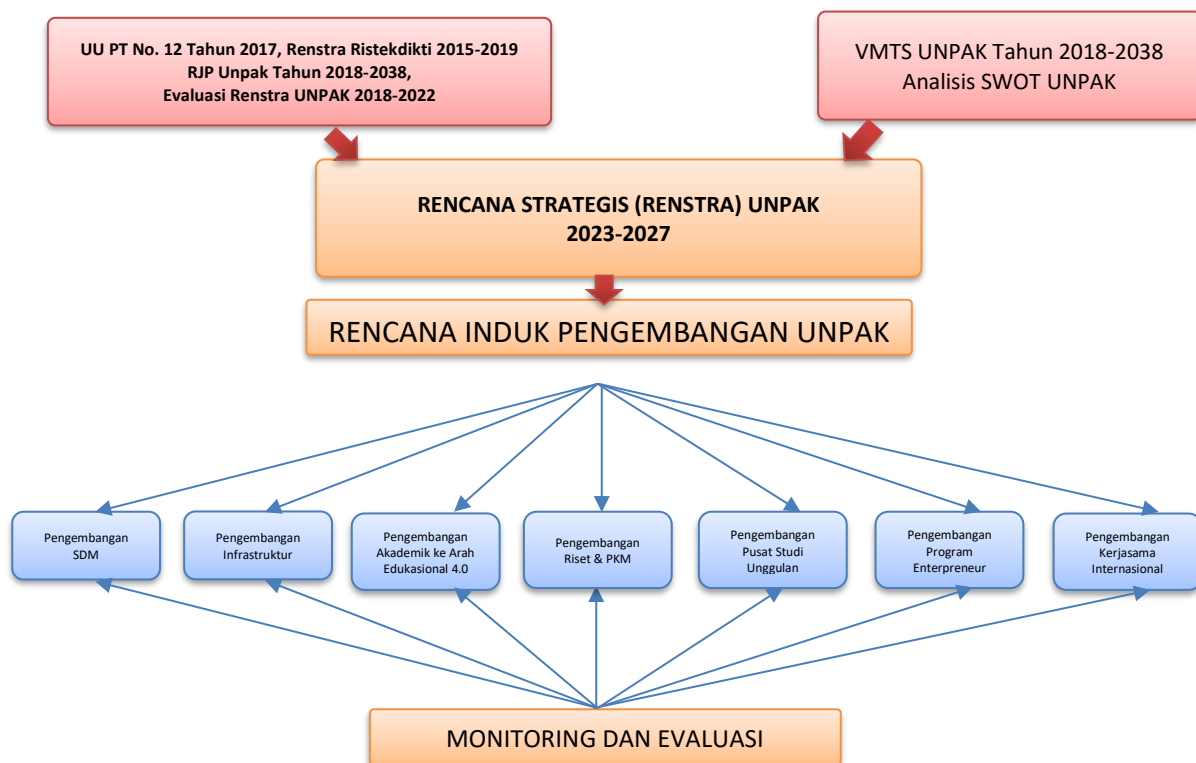 UU PT No. 12 Tahun 2017, Renstra Ristekdikti 2015-2019
RJP Unpak Tahun 2018-2038,
Evaluasi Renstra UNPAK 2018-2022
VMTS UNPAK Tahun 2018-2038
Analisis SWOT UNPAK
RENCANA STRATEGIS (RENSTRA) UNPAK
2023-2027
RENCANA INDUK PENGEMBANGAN UNPAK
Pengembangan
SDM
Pengembangan
Infrastruktur
Pengembangan
Akademik ke Arah
Edukasional 4.0
Pengembangan
Riset & PKM
Pengembangan
Pusat Studi
Unggulan
Pengembangan
Program
Enterpreneur
Pengembangan
Kerjasama
Internasional
MONITORING DAN EVALUASI